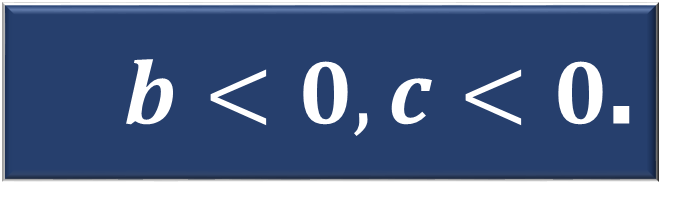 b < 0, c < 0.